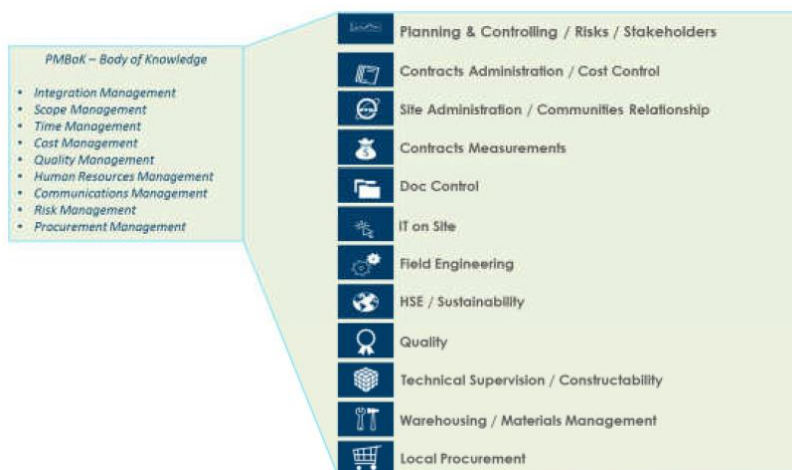 PMBoK – Body of Knowledge
• Integration Management
• Scope Management
• Time Management
• Cost Management
• Quality Management
• Human Resources Management
• Communications Management
• Risk Management
• Procurement Management
Planning & Controlling / Risks / Stakeholders
Contracts Administration / Cost Control
Site Administration / Communities Relationship
Contracts Measurements
Doc Control
IT on Site
Field Engineering
HSE / Sustainability
Quality
Technical Supervision / Constructability
Warehousing / Materials Management
Local Procurement